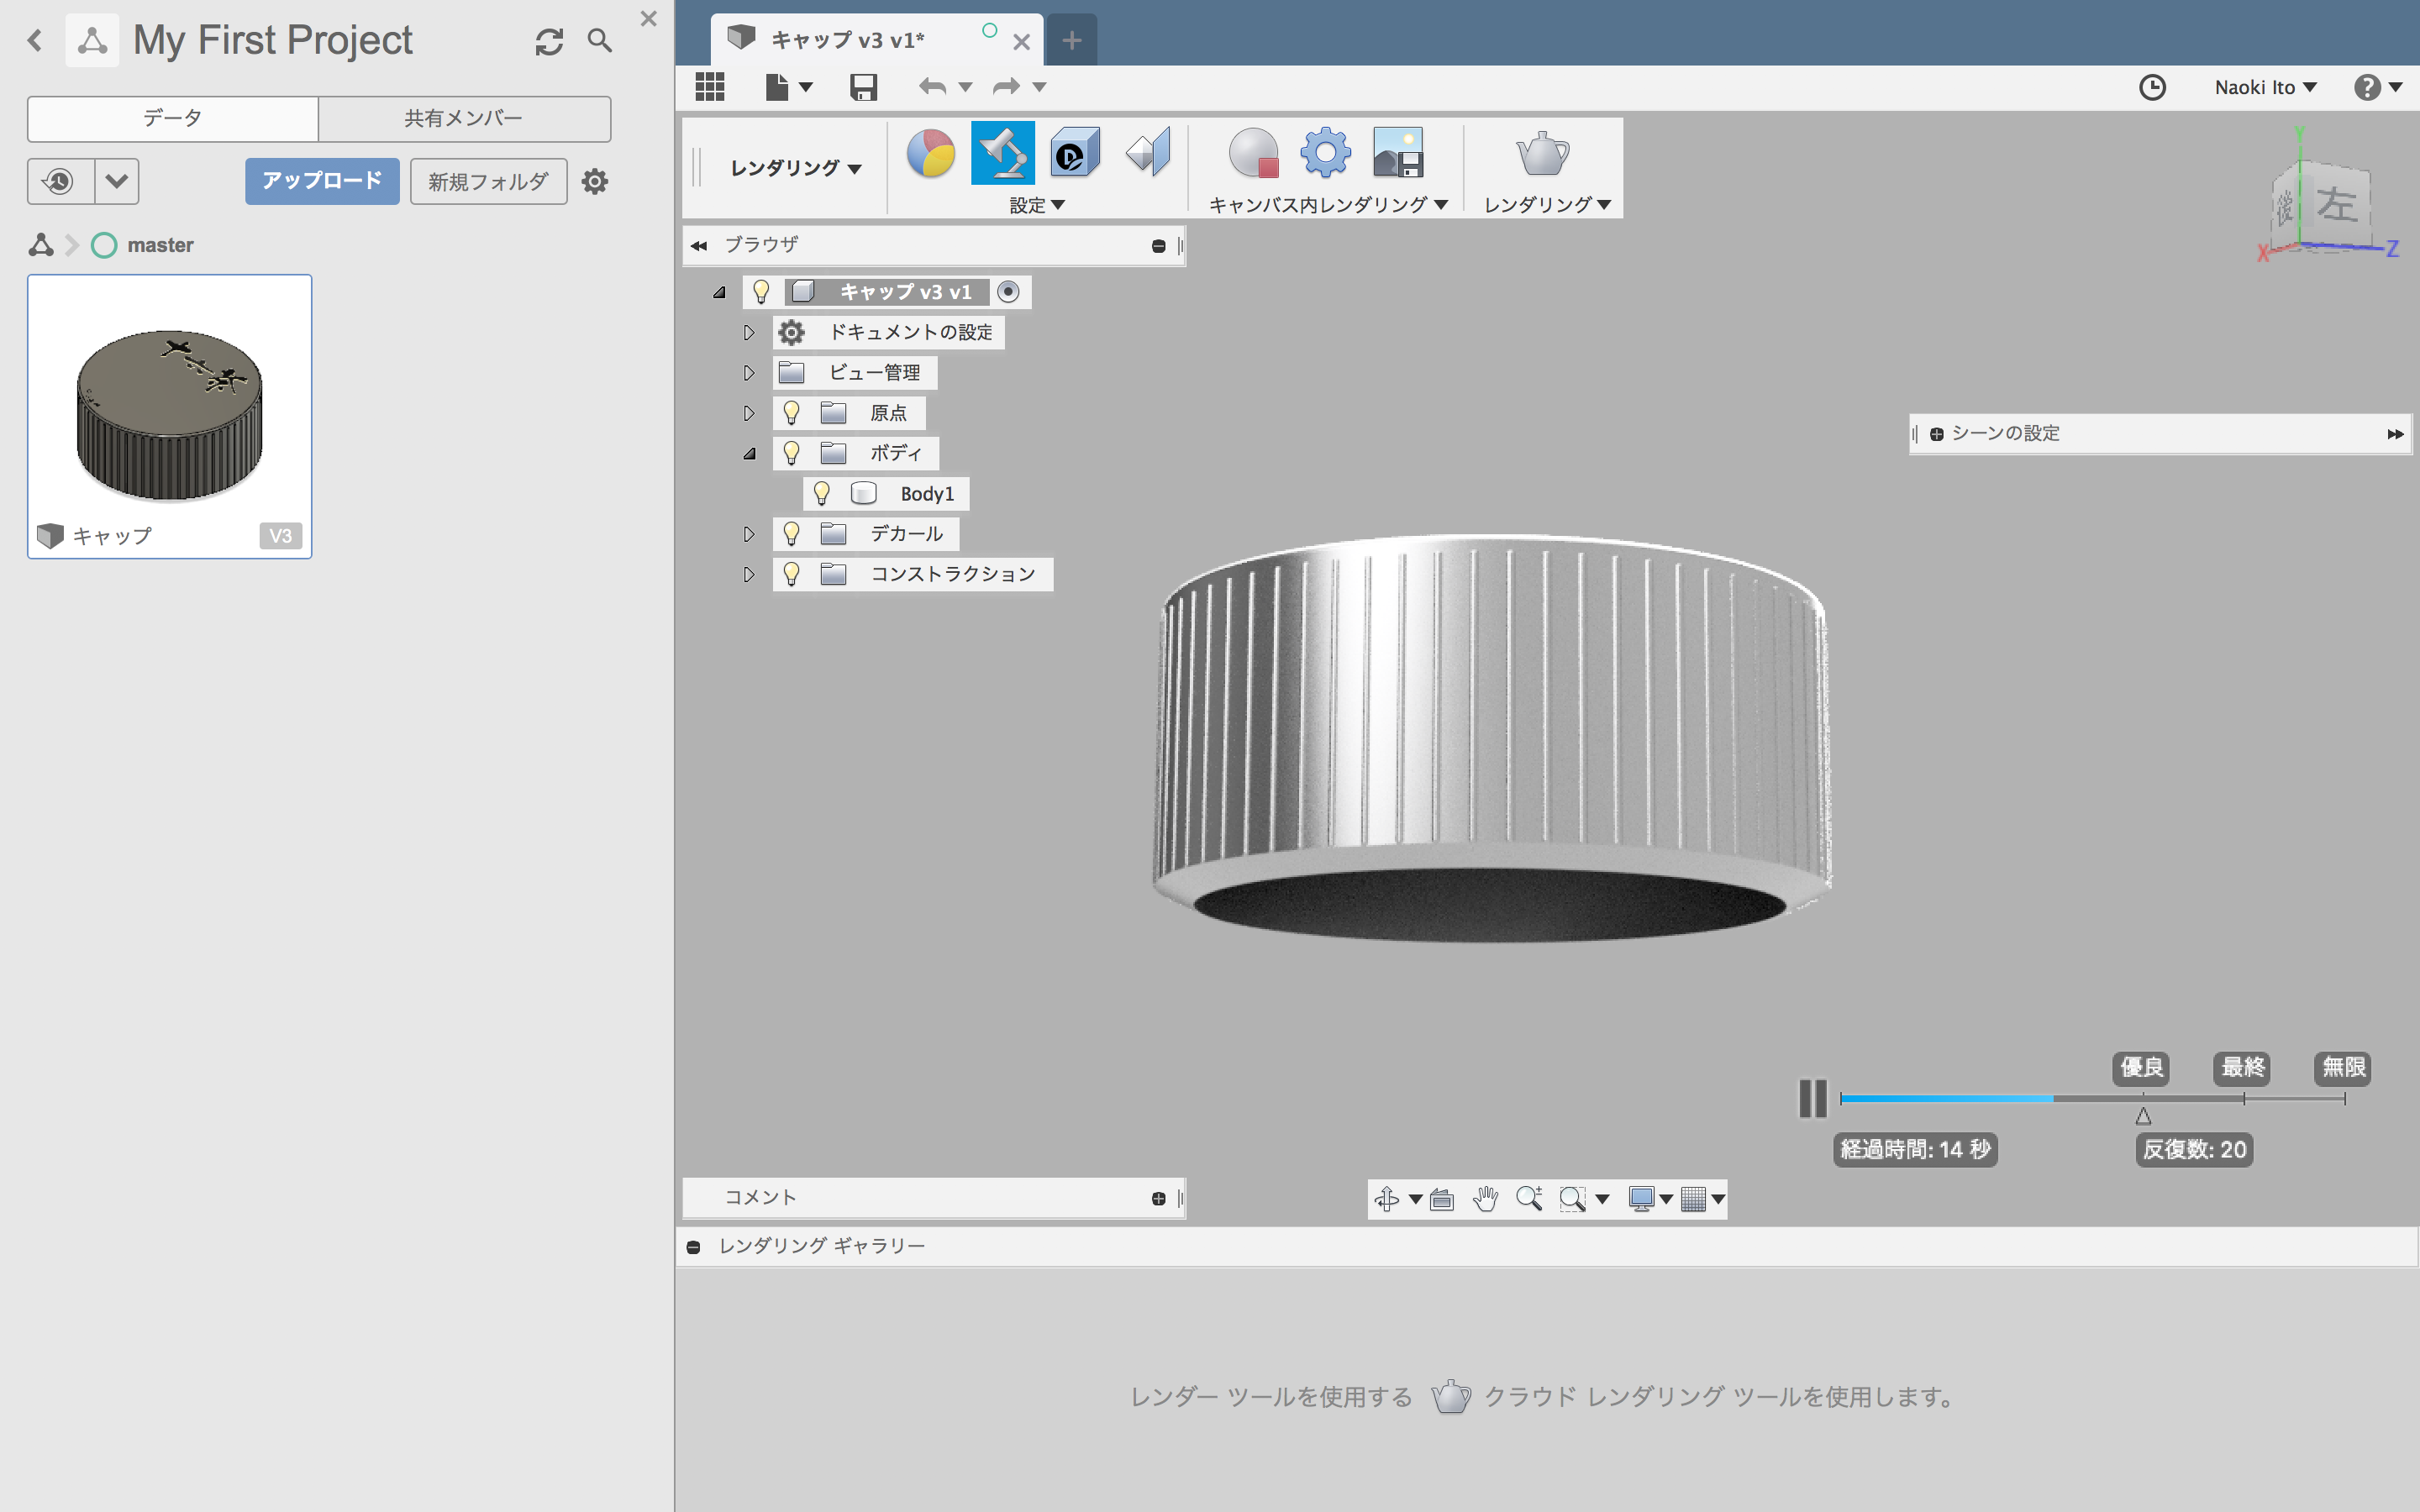 My First Project
データ
共有メンバー
アップロード
新規フォルダ
master
キャップ
V3
キャップ v3 v1*
Naoki Ito
レンダリング
設定
キャンバス内レンダリング
レンダリング
ブラウザ
キャップ v3 v1
ドキュメントの設定
ビュー管理
原点
ボディ
Body1
デカール
コンストラクション
Y
後
左
X
Z
シーンの設定
優良
最終
無限
経過時間: 14 秒
反復数: 20
コメント
レンダリング ギャラリー
レンダー ツールを使用する クラウド レンダリング ツールを使用します。